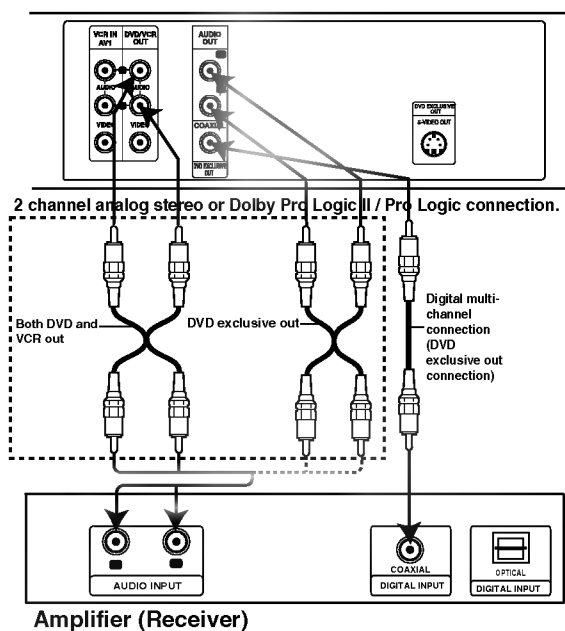 VCR IN
AV1
DVD/VCR
OUT
AUDIO
OUT
AUDIO
AUDIO
VIDEO
VIDEO
COAXIAL
DVD EXCLUSIVE
OUT
DVD EXCLUSIVE
OUT
S-VIDEO OUT
2 channel analog stereo or Dolby Pro Logic II / Pro Logic connection.
Both DVD and
VCR out
DVD exclusive out
Digital multi-
channel
connection
(DVD
exclusive out
connection)
AUDIO INPUT
COAXIAL
DIGITAL INPUT
OPTICAL
DIGITAL INPUT
Amplifier (Receiver)